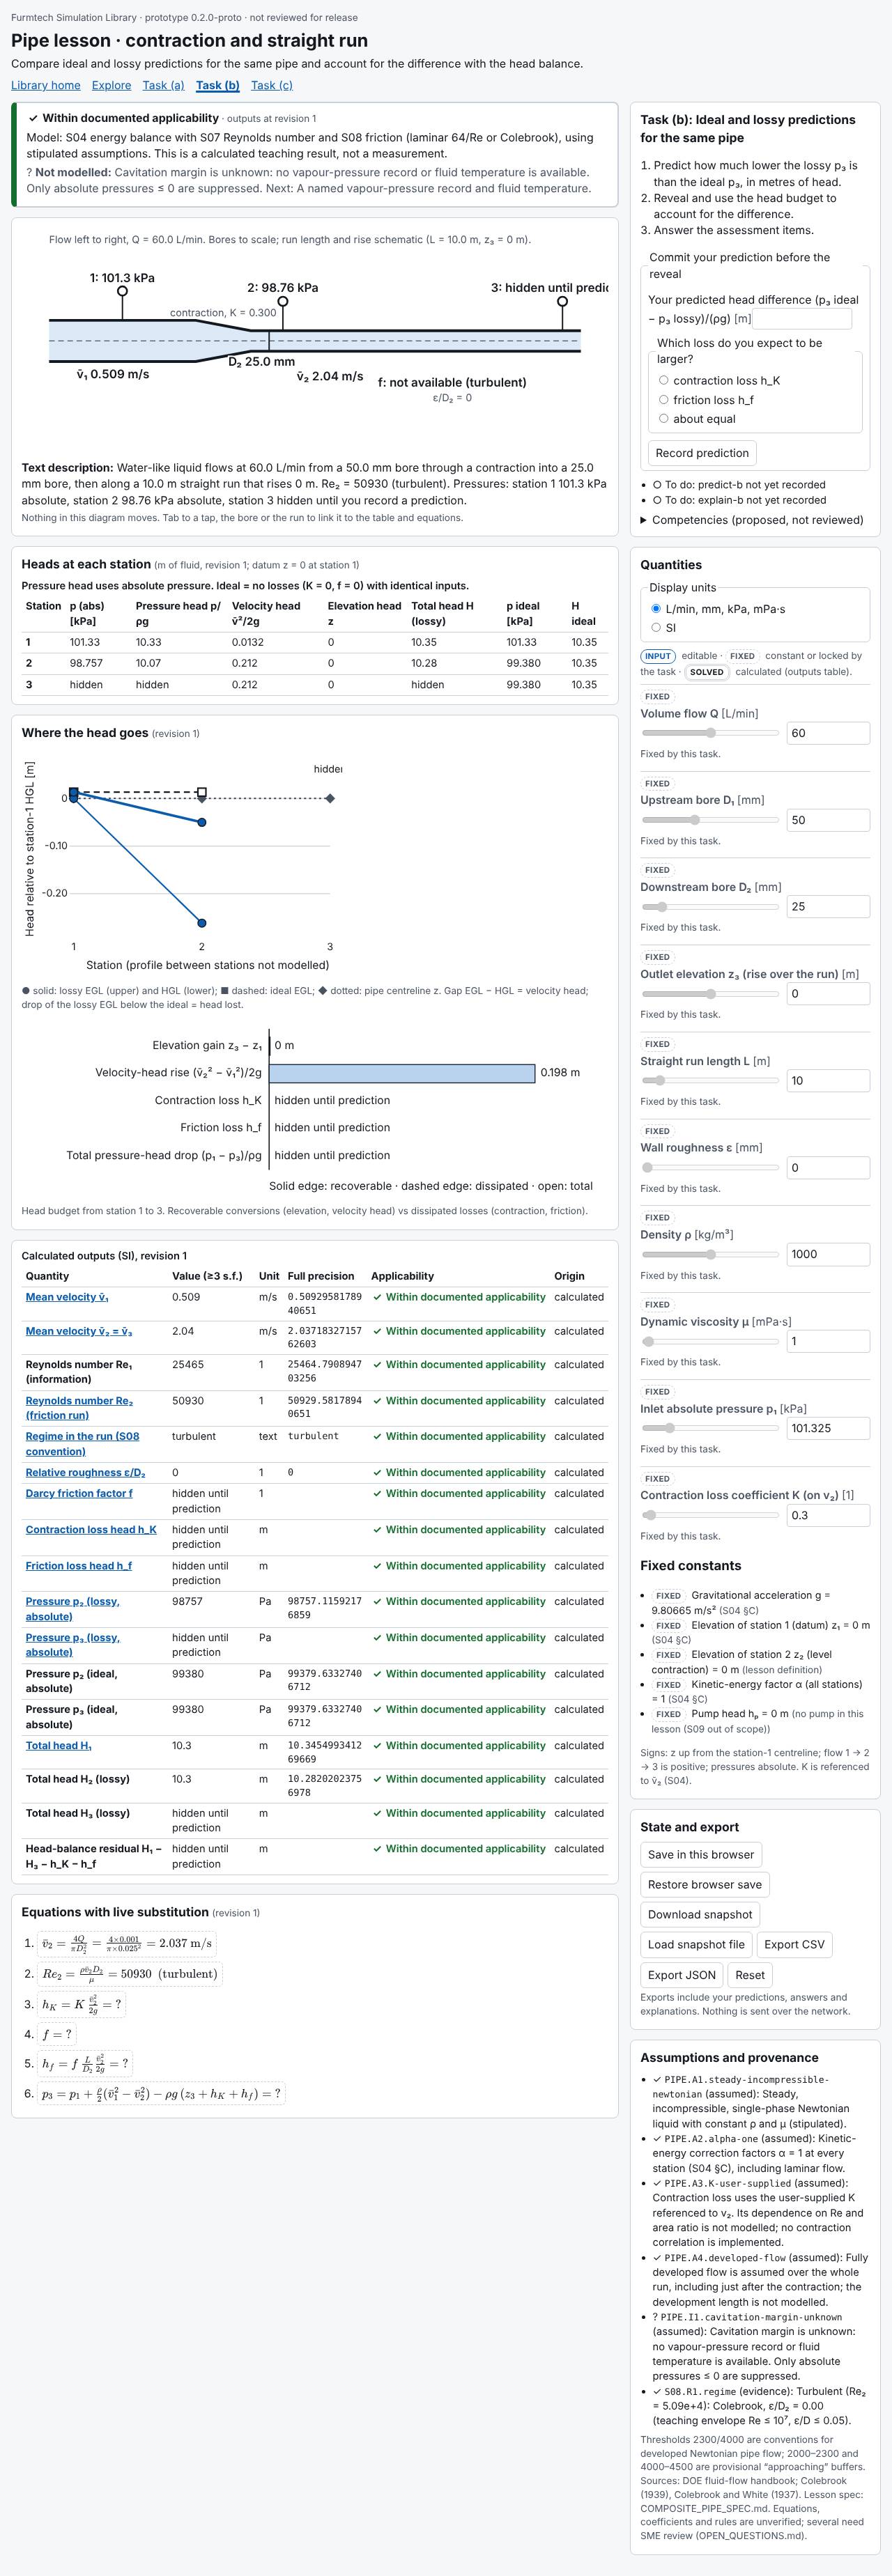 Furmtech Simulation Library · prototype 0.2.0-proto · not reviewed for release
Pipe lesson · contraction and straight run
Compare ideal and lossy predictions for the same pipe and account for the difference with the head balance.
Library home Explore Task (a) Task (b) Task (c)
✓ Within documented applicability · outputs at revision 1
Model: S04 energy balance with S07 Reynolds number and S08 friction (laminar 64/Re or Colebrook), using
stipulated assumptions. This is a calculated teaching result, not a measurement.
? Not modelled: Cavitation margin is unknown: no vapour-pressure record or fluid temperature is available.
Only absolute pressures ≤ 0 are suppressed. Next: A named vapour-pressure record and fluid temperature.
Flow left to right, Q = 60.0 L/min. Bores to scale; run length and rise schematic (L = 10.0 m, z₃ = 0 m).
1: 101.3 kPa
2: 98.76 kPa
3: hidden until predic
contraction, K = 0.300
D₂ 25.0 mm
v̄₁ 0.509 m/s
v̄₂ 2.04 m/s
f: not available (turbulent)
ε/D₂ = 0
Text description: Water-like liquid flows at 60.0 L/min from a 50.0 mm bore through a contraction into a 25.0
mm bore, then along a 10.0 m straight run that rises 0 m. Re₂ = 50930 (turbulent). Pressures: station 1 101.3 kPa
absolute, station 2 98.76 kPa absolute, station 3 hidden until you record a prediction.
Nothing in this diagram moves. Tab to a tap, the bore or the run to link it to the table and equations.
Heads at each station (m of fluid, revision 1; datum z = 0 at station 1)
Pressure head uses absolute pressure. Ideal = no losses (K = 0, f = 0) with identical inputs.
Station p (abs) [kPa] Pressure head p/ρg Velocity head v̄²/2g Elevation head z Total head H (lossy) p ideal [kPa] H ideal
1 101.33 10.33 0.0132 0 10.35 101.33 10.35
2 98.757 10.07 0.212 0 10.28 99.380 10.35
3 hidden hidden 0.212 0 hidden 99.380 10.35
Where the head goes (revision 1)
Head relative to station-1 HGL [m]
hidden
0
-0.10
-0.20
1 2 3
Station (profile between stations not modelled)
● solid: lossy EGL (upper) and HGL (lower); ■ dashed: ideal EGL; ◆ dotted: pipe centreline z. Gap EGL − HGL = velocity head;
drop of the lossy EGL below the ideal = head lost.
Elevation gain z₃ − z₁ 0 m
Velocity-head rise (v̄₂² − v̄₁²)/2g 0.198 m
Contraction loss h_K hidden until prediction
Friction loss h_f hidden until prediction
Total pressure-head drop (p₁ − p₃)/ρg hidden until prediction
Solid edge: recoverable · dashed edge: dissipated · open: total
Head budget from station 1 to 3. Recoverable conversions (elevation, velocity head) vs dissipated losses (contraction, friction).
Calculated outputs (SI), revision 1
Quantity Value (≥3 s.f.) Unit Full precision Applicability Origin
Mean velocity v̄₁ 0.509 m/s 0.5092958178940651 ✓ Within documented applicability calculated
Mean velocity v̄₂ = v̄₃ 2.04 m/s 2.0371832715762603 ✓ Within documented applicability calculated
Reynolds number Re₁ (information) 25465 1 25464.790894703256 ✓ Within documented applicability calculated
Reynolds number Re₂ (friction run) 50930 1 50929.58178940651 ✓ Within documented applicability calculated
Regime in the run (S08 convention) turbulent text turbulent ✓ Within documented applicability calculated
Relative roughness ε/D₂ 0 1 0 ✓ Within documented applicability calculated
Darcy friction factor f hidden until prediction 1 ✓ Within documented applicability calculated
Contraction loss head h_K hidden until prediction m ✓ Within documented applicability calculated
Friction loss head h_f hidden until prediction m ✓ Within documented applicability calculated
Pressure p₂ (lossy, absolute) 98757 Pa 98757.11592176859 ✓ Within documented applicability calculated
Pressure p₃ (lossy, absolute) hidden until prediction Pa ✓ Within documented applicability calculated
Pressure p₂ (ideal, absolute) 99380 Pa 99379.63327406712 ✓ Within documented applicability calculated
Pressure p₃ (ideal, absolute) 99380 Pa 99379.63327406712 ✓ Within documented applicability calculated
Total head H₁ 10.3 m 10.345499341269669 ✓ Within documented applicability calculated
Total head H₂ (lossy) 10.3 m 10.28202023756978 ✓ Within documented applicability calculated
Total head H₃ (lossy) hidden until prediction m ✓ Within documented applicability calculated
Head-balance residual H₁ − H₃ − h_K − h_f hidden until prediction m ✓ Within documented applicability calculated
Equations with live substitution (revision 1)
1. v̄₂ = 4Q/πD₂² = 4×0.001/π×0.025² = 2.037 m/s
2. Re₂ = ρv̄₂D₂/μ = 50930 (turbulent)
3. h_K = K v̄₂²/2g = ?
4. f = ?
5. h_f = f L/D₂ v̄₂²/2g = ?
6. p₃ = p₁ + ρ/2(v̄₁² − v̄₂²) − ρg (z₃ + h_K + h_f) = ?
Task (b): Ideal and lossy predictions
for the same pipe
1. Predict how much lower the lossy p₃ is
than the ideal p₃, in metres of head.
2. Reveal and use the head budget to
account for the difference.
3. Answer the assessment items.
Commit your prediction before the
reveal
Your predicted head difference (p₃ ideal
− p₃ lossy)/(ρg) [m]
Which loss do you expect to be
larger?
contraction loss h_K
friction loss h_f
about equal
Record prediction
○ To do: predict-b not yet recorded
○ To do: explain-b not yet recorded
▶ Competencies (proposed, not reviewed)
Quantities
Display units
L/min, mm, kPa, mPa·s
SI
INPUT editable · FIXED constant or locked by
the task · SOLVED calculated (outputs table).
FIXED
Volume flow Q [L/min]
60
Fixed by this task.
FIXED
Upstream bore D₁ [mm]
50
Fixed by this task.
FIXED
Downstream bore D₂ [mm]
25
Fixed by this task.
FIXED
Outlet elevation z₃ (rise over the run) [m]
0
Fixed by this task.
FIXED
Straight run length L [m]
10
Fixed by this task.
FIXED
Wall roughness ε [mm]
0
Fixed by this task.
FIXED
Density ρ [kg/m³]
1000
Fixed by this task.
FIXED
Dynamic viscosity μ [mPa·s]
1
Fixed by this task.
FIXED
Inlet absolute pressure p₁ [kPa]
101.325
Fixed by this task.
FIXED
Contraction loss coefficient K (on v₂) [1]
0.3
Fixed by this task.
Fixed constants
FIXED Gravitational acceleration g =
9.80665 m/s² (S04 §C)
FIXED Elevation of station 1 (datum) z₁ = 0 m
(S04 §C)
FIXED Elevation of station 2 z₂ (level
contraction) = 0 m (lesson definition)
FIXED Kinetic-energy factor α (all stations)
= 1 (S04 §C)
FIXED Pump head hₚ = 0 m (no pump in this
lesson (S09 out of scope))
Signs: z up from the station-1 centreline; flow 1 → 2
→ 3 is positive; pressures absolute. K is referenced
to v̄₂ (S04).
State and export
Save in this browser
Restore browser save
Download snapshot
Load snapshot file Export CSV
Export JSON Reset
Exports include your predictions, answers and
explanations. Nothing is sent over the network.
Assumptions and provenance
✓ PIPE.A1.steady-incompressible-
newtonian (assumed): Steady,
incompressible, single-phase Newtonian
liquid with constant ρ and μ (stipulated).
✓ PIPE.A2.alpha-one (assumed): Kinetic-
energy correction factors α = 1 at every
station (S04 §C), including laminar flow.
✓ PIPE.A3.K-user-supplied (assumed):
Contraction loss uses the user-supplied K
referenced to v₂. Its dependence on Re and
area ratio is not modelled; no contraction
correlation is implemented.
✓ PIPE.A4.developed-flow (assumed): Fully
developed flow is assumed over the whole
run, including just after the contraction; the
development length is not modelled.
? PIPE.I1.cavitation-margin-unknown
(assumed): Cavitation margin is unknown:
no vapour-pressure record or fluid
temperature is available. Only absolute
pressures ≤ 0 are suppressed.
✓ S08.R1.regime (evidence): Turbulent (Re₂
= 5.09e+4): Colebrook, ε/D₂ = 0.00
(teaching envelope Re ≤ 10⁷, ε/D ≤ 0.05).
Thresholds 2300/4000 are conventions for
developed Newtonian pipe flow; 2000–2300 and
4000–4500 are provisional “approaching” buffers.
Sources: DOE fluid-flow handbook; Colebrook
(1939), Colebrook and White (1937). Lesson spec:
COMPOSITE_PIPE_SPEC.md. Equations,
coefficients and rules are unverified; several need
SME review (OPEN_QUESTIONS.md).